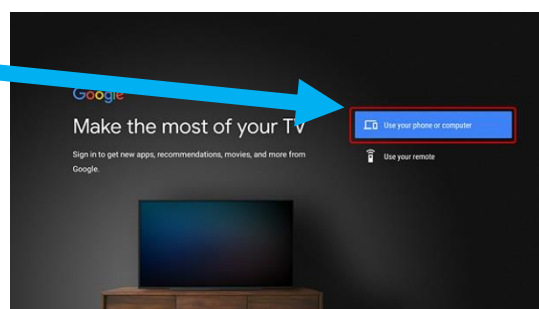 Google
Make the most of your TV
Sign in to get new apps, recommendations, movies, and more from
Google.
Use your phone or computer
Use your remote